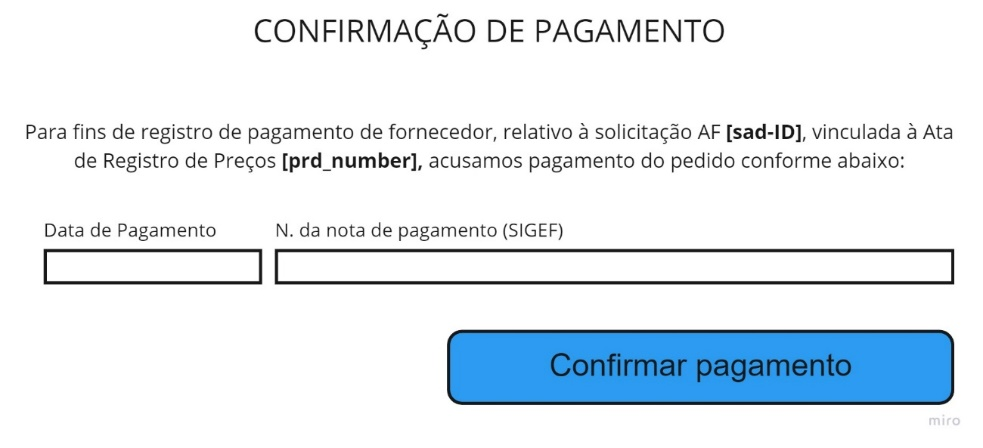 CONFIRMAÇÃO DE PAGAMENTO
Para fins de registro de pagamento de fornecedor, relativo à solicitação AF [sad-ID], vinculada à Ata
de Registro de Preços [prd_number], acusamos pagamento do pedido conforme abaixo:
Data de Pagamento
N. da nota de pagamento (SIGEF)
Confirmar pagamento
miro